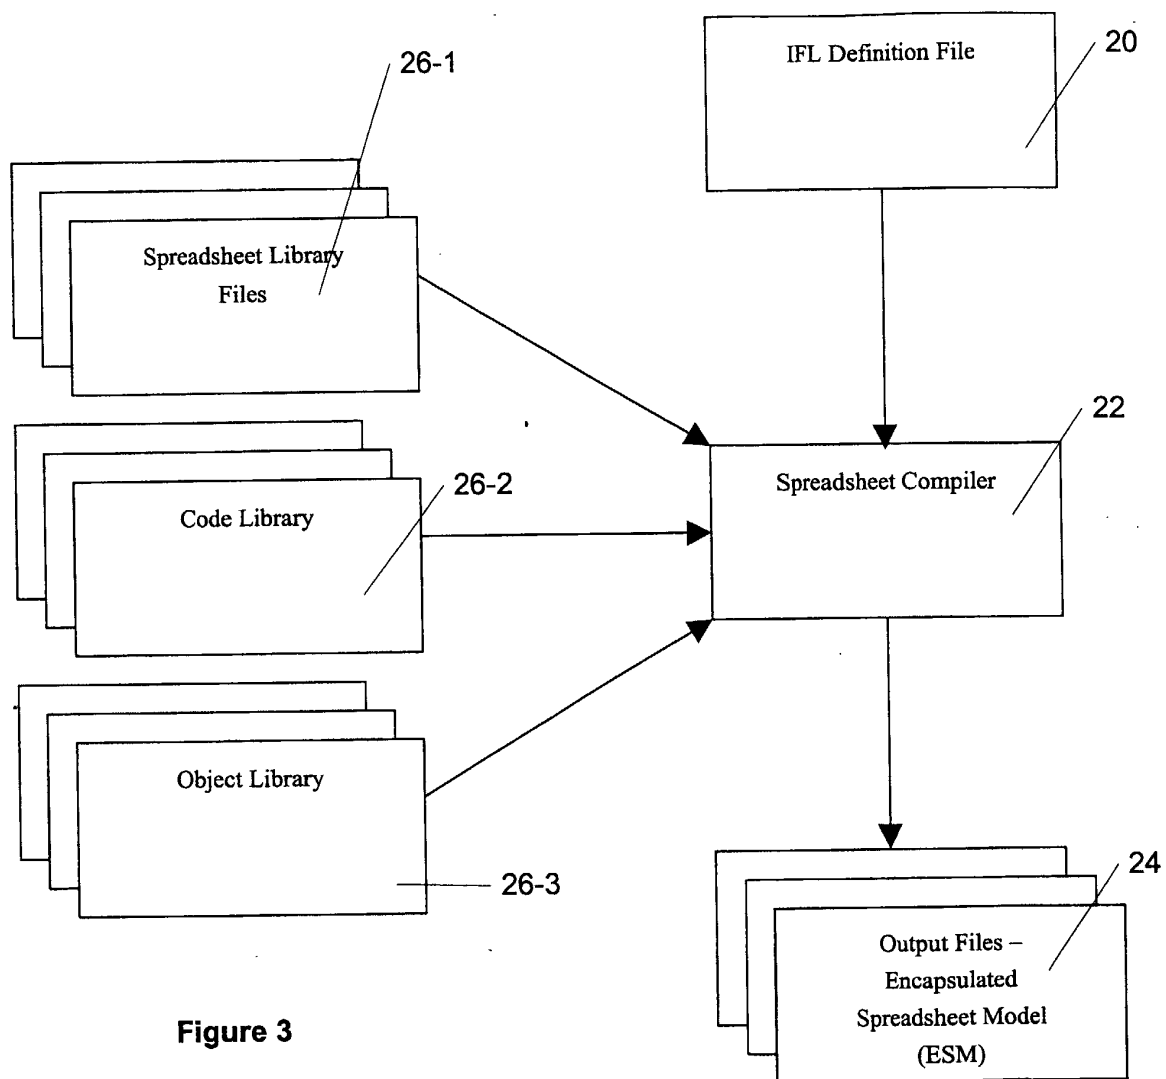 IFL Definition File
20
26-1
Spreadsheet Library
Files
22
Spreadsheet Compiler
26-2
Code Library
Object Library
26-3
24
Output Files –
Encapsulated
Spreadsheet Model
(ESM)
Figure 3